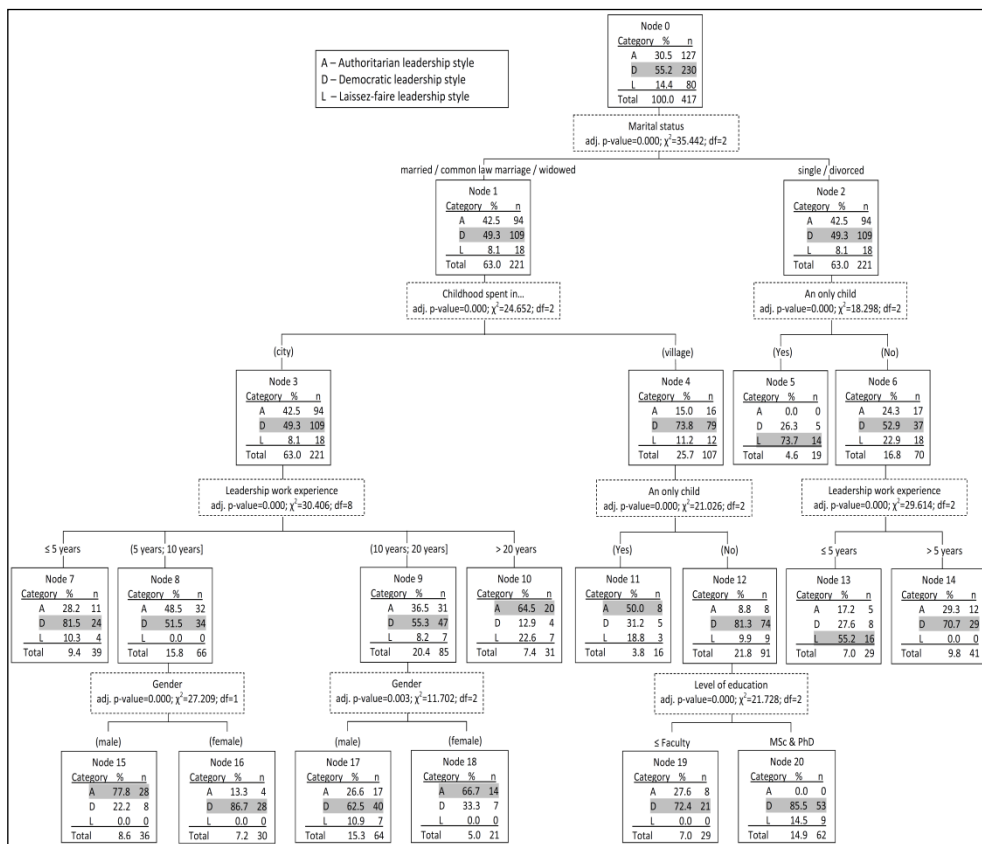 A – Authoritarian leadership style
D – Democratic leadership style
L – Laissez-faire leadership style
Node 0
Category % n
A 30.5 127
D 55.2 230
L 14.4 80
Total 100.0 417
Marital status
adj. p-value=0.000; χ²=35.442; df=2
married / common law marriage / widowed
single / divorced
Node 1
Category % n
A 42.5 94
D 49.3 109
L 8.1 18
Total 63.0 221
Node 2
Category % n
A 42.5 94
D 49.3 109
L 8.1 18
Total 63.0 221
Childhood spent in...
adj. p-value=0.000; χ²=24.652; df=2
An only child
adj. p-value=0.000; χ²=18.298; df=2
(city)
(village)
(Yes)
(No)
Node 3
Category % n
A 42.5 94
D 49.3 109
L 8.1 18
Total 63.0 221
Node 4
Category % n
A 15.0 16
D 73.8 79
L 11.2 12
Total 25.7 107
Node 5
Category % n
A 0.0 0
D 26.3 5
L 73.7 14
Total 4.6 19
Node 6
Category % n
A 24.3 17
D 52.9 37
L 22.9 18
Total 16.8 70
Leadership work experience
adj. p-value=0.000; χ²=30.406; df=8
An only child
adj. p-value=0.000; χ²=21.026; df=2
Leadership work experience
adj. p-value=0.000; χ²=29.614; df=2
≤ 5 years
(5 years; 10 years]
(10 years; 20 years]
> 20 years
(Yes)
(No)
≤ 5 years
> 5 years
Node 7
Category % n
A 28.2 11
D 81.5 24
L 10.3 4
Total 9.4 39
Node 8
Category % n
A 48.5 32
D 51.5 34
L 0.0 0
Total 15.8 66
Node 9
Category % n
A 36.5 31
D 55.3 47
L 8.2 7
Total 20.4 85
Node 10
Category % n
A 64.5 20
D 12.9 4
L 22.6 7
Total 7.4 31
Node 11
Category % n
A 50.0 8
D 31.2 5
L 18.8 3
Total 3.8 16
Node 12
Category % n
A 8.8 8
D 81.3 74
L 9.9 9
Total 21.8 91
Node 13
Category % n
A 17.2 5
D 27.6 8
L 55.2 16
Total 7.0 29
Node 14
Category % n
A 29.3 12
D 70.7 29
L 0.0 0
Total 9.8 41
Gender
adj. p-value=0.000; χ²=27.209; df=1
Gender
adj. p-value=0.003; χ²=11.702; df=2
Level of education
adj. p-value=0.000; χ²=21.728; df=2
(male)
(female)
(male)
(female)
≤ Faculty
MSc & PhD
Node 15
Category % n
A 77.8 28
D 22.2 8
L 0.0 0
Total 8.6 36
Node 16
Category % n
A 13.3 4
D 86.7 28
L 0.0 0
Total 7.2 30
Node 17
Category % n
A 26.6 17
D 62.5 40
L 10.9 7
Total 15.3 64
Node 18
Category % n
A 66.7 14
D 33.3 7
L 0.0 0
Total 5.0 21
Node 19
Category % n
A 27.6 8
D 72.4 21
L 0.0 0
Total 7.0 29
Node 20
Category % n
A 0.0 0
D 85.5 53
L 14.5 9
Total 14.9 62